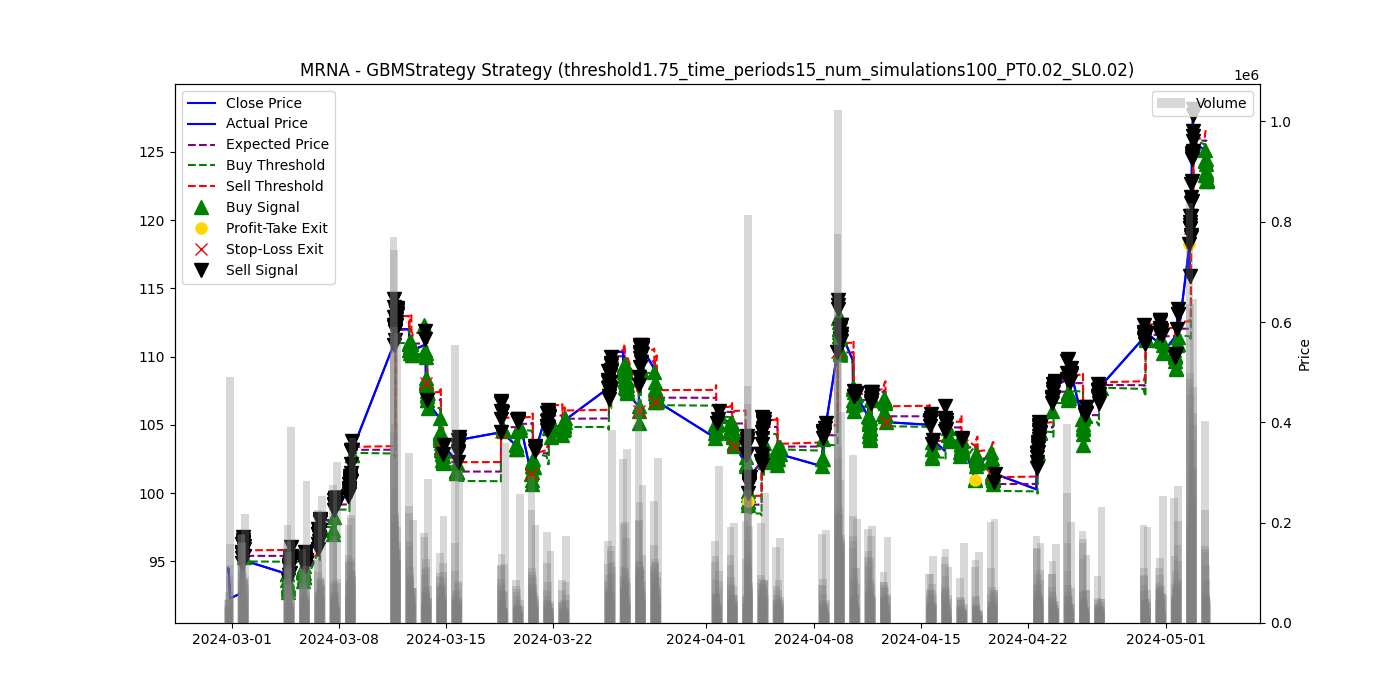 MRNA - GBMStrategy Strategy (threshold1.75_time_periods15_num_simulations100_PT0.02_SL0.02)
1e6
Close Price
Actual Price
Expected Price
Buy Threshold
Sell Threshold
Buy Signal
Profit-Take Exit
Stop-Loss Exit
Sell Signal
Volume
125
120
115
110
105
100
95
1.0
0.8
0.6
0.4
0.2
0.0
Price
2024-03-01
2024-03-08
2024-03-15
2024-03-22
2024-04-01
2024-04-08
2024-04-15
2024-04-22
2024-05-01